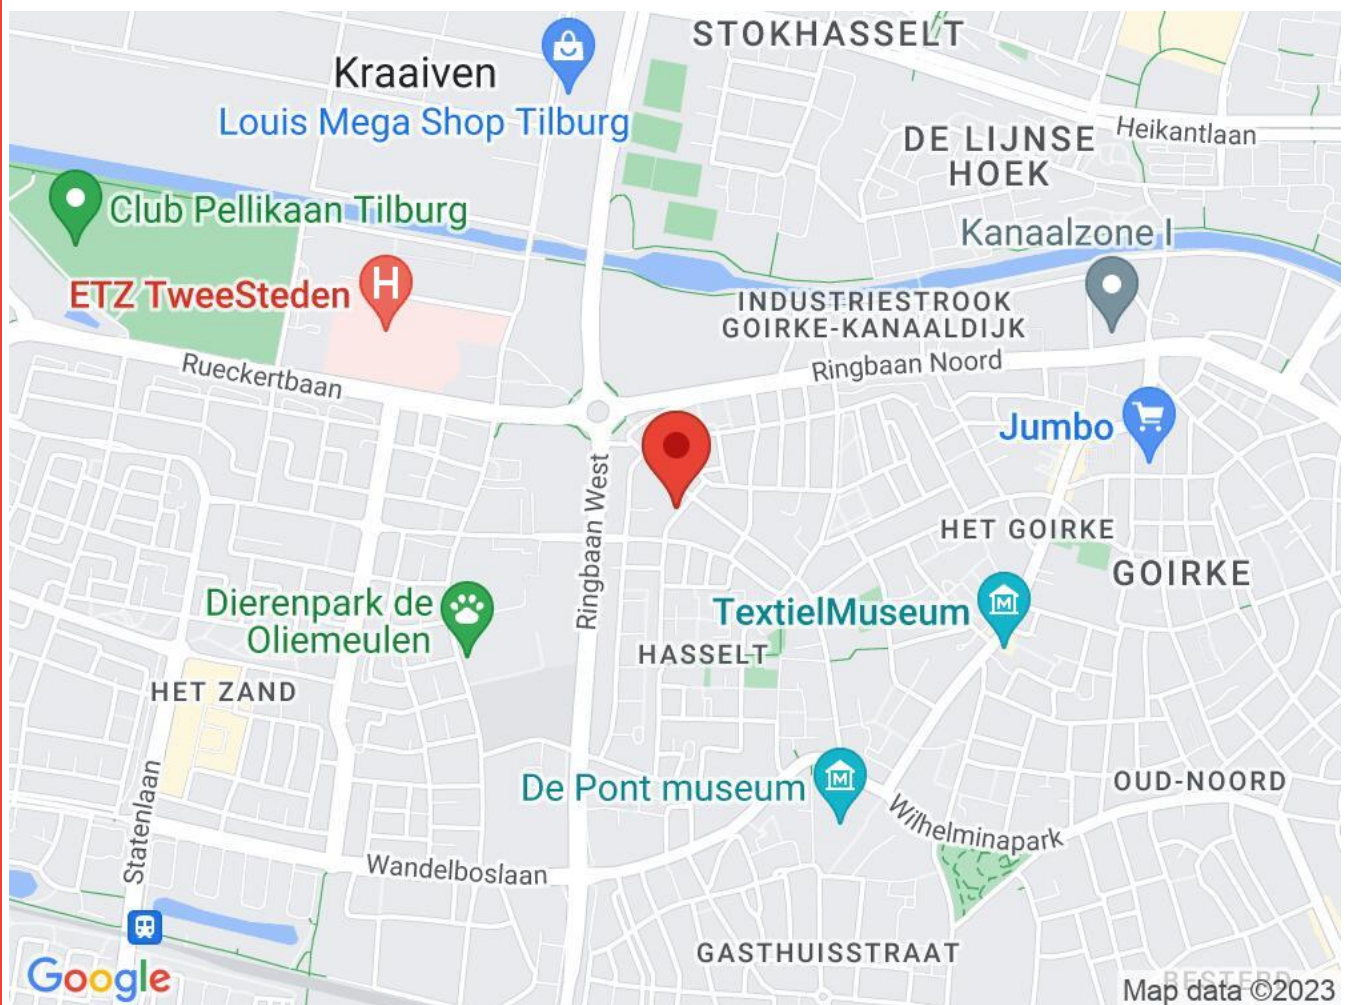 STOKHASSELT
Kraaiven
Louis Mega Shop Tilburg
Heikantlaan
DE LIJNSE
HOEK
Club Pellikaan Tilburg
Kanaalzone I
H
ETZ TweeSteden
INDUSTRIESTROOK
GOIRKE-KANAALDIJK
Ringbaan Noord
Rueckertbaan
Jumbo
Ringbaan West
HET GOIRKE
GOIRKE
Dierenpark de
Oliemeulen
TextielMuseum
M
HASSELT
HET ZAND
De Pont museum
M
OUD-NOORD
Statenlaan
Wilhelminapark
Wandelboslaan
GASTHUISSTRAAT
BESTERD
Google
Map data ©2023